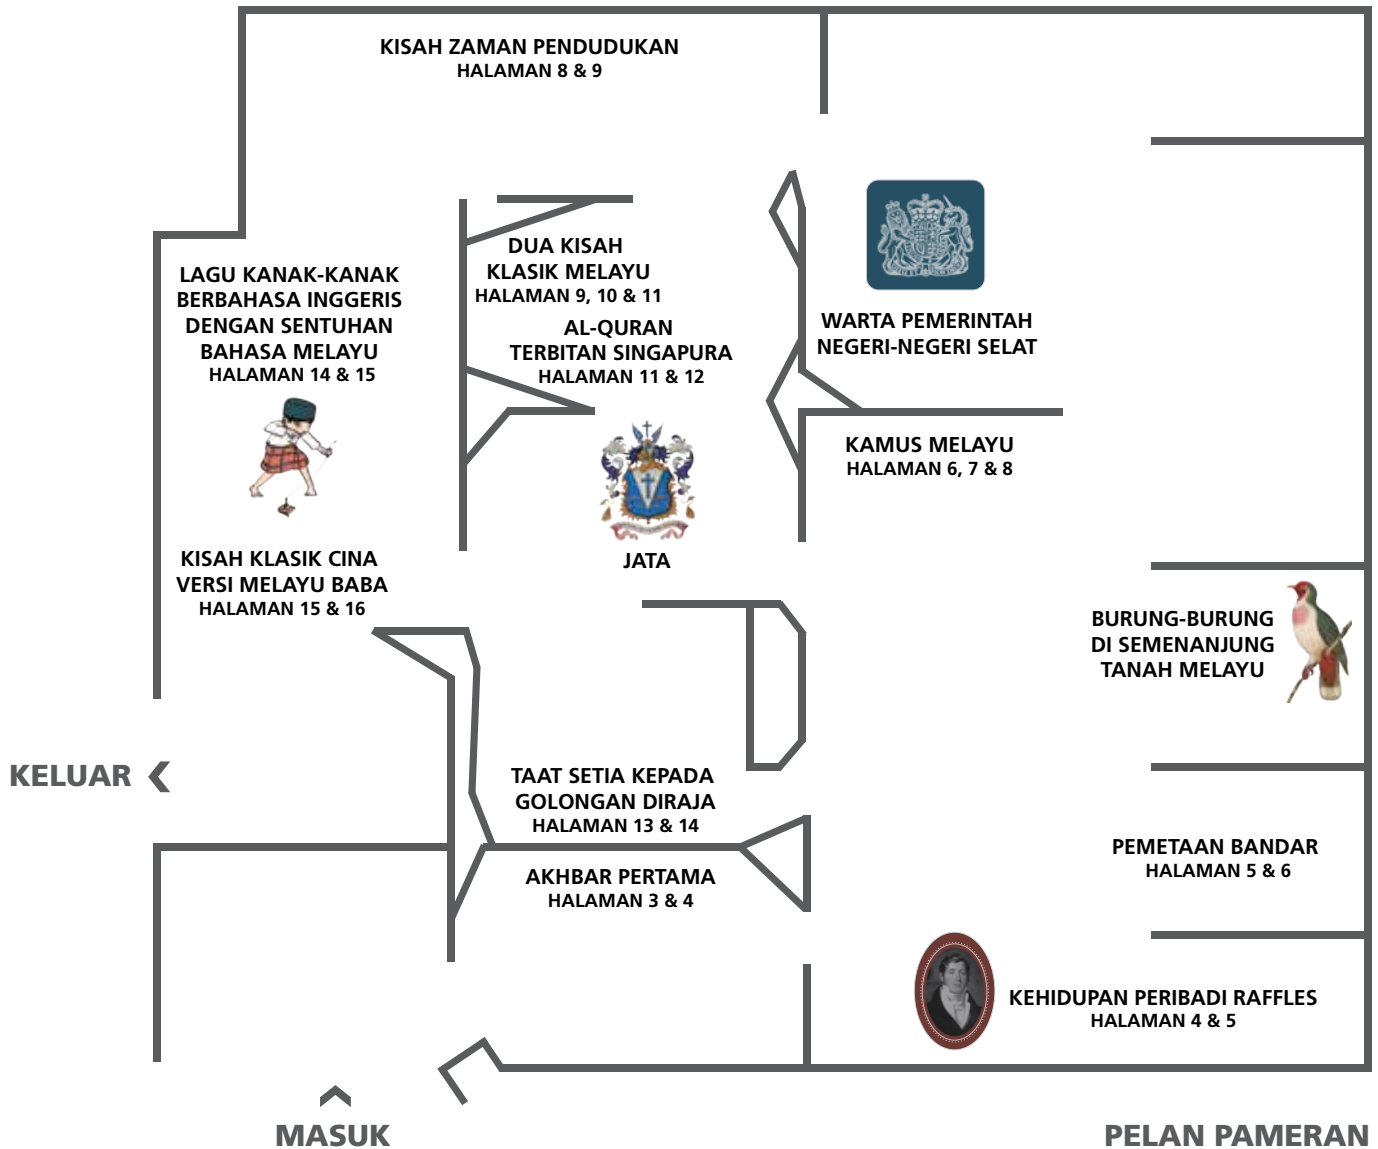 KISAH ZAMAN PENDUDUKAN
HALAMAN 8 & 9
DUA KISAH
KLASIK MELAYU
HALAMAN 9, 10 & 11
LAGU KANAK-KANAK
BERBAHASA INGGERIS
DENGAN SENTUHAN
BAHASA MELAYU
HALAMAN 14 & 15
AL-QURAN
TERBITAN SINGAPURA
HALAMAN 11 & 12
WARTA PEMERINTAH
NEGERI-NEGERI SELAT
KAMUS MELAYU
HALAMAN 6, 7 & 8
JATA
KISAH KLASIK CINA
VERSI MELAYU BABA
HALAMAN 15 & 16
BURUNG-BURUNG
DI SEMENANJUNG
TANAH MELAYU
KELUAR
TAAT SETIA KEPADA
GOLONGAN DIRAJA
HALAMAN 13 & 14
AKHBAR PERTAMA
HALAMAN 3 & 4
PEMETAAN BANDAR
HALAMAN 5 & 6
KEHIDUPAN PERIBADI RAFFLES
HALAMAN 4 & 5
MASUK
PELAN PAMERAN